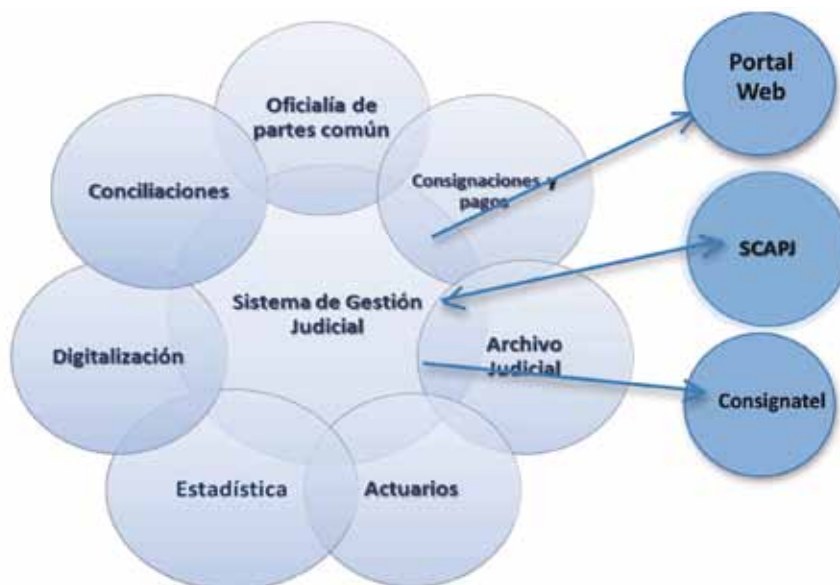 Oficialía de
partes común
Conciliaciones
Consignaciones y
pagos
Sistema de Gestión
Judicial
Digitalización
Archivo
Judicial
Estadística
Actuarios
Portal
Web
SCAPJ
Consignatel